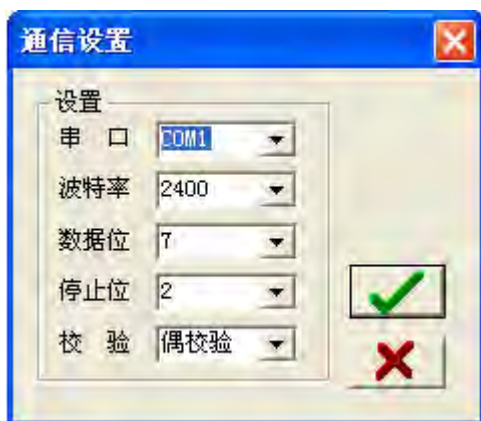 通信设置
设置
串 口 COM1
波特率 2400
数据位 7
停止位 2
校 验 偶校验